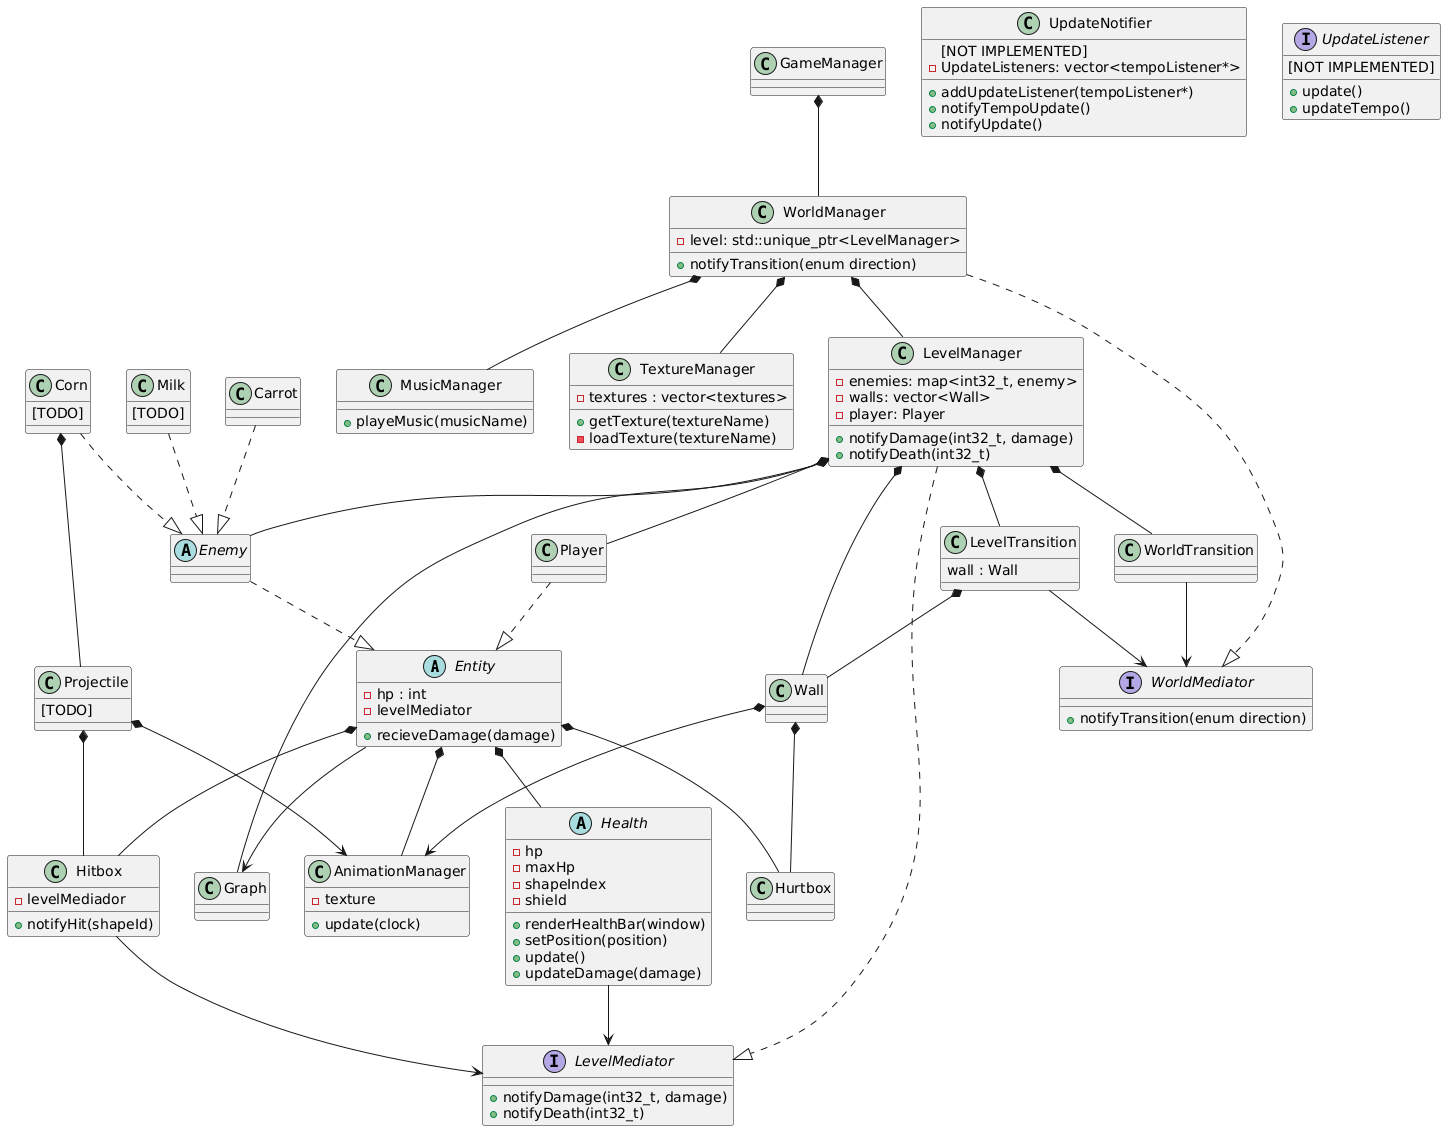 C UpdateNotifier
[NOT IMPLEMENTED]
UpdateListeners: vector<tempoListener*>
addUpdateListener(tempoListener*)
notifyTempoUpdate()
notifyUpdate()
I UpdateListener
[NOT IMPLEMENTED]
update()
updateTempo()
C GameManager
C WorldManager
level: std::unique_ptr<LevelManager>
notifyTransition(enum direction)
C Corn
[TODO]
C Milk
[TODO]
C Carrot
C MusicManager
playeMusic(musicName)
C TextureManager
textures : vector<textures>
getTexture(textureName)
loadTexture(textureName)
C LevelManager
enemies: map<int32_t, enemy>
walls: vector<Wall>
player: Player
notifyDamage(int32_t, damage)
notifyDeath(int32_t)
A Enemy
C Player
C LevelTransition
wall : Wall
C WorldTransition
C Projectile
[TODO]
A Entity
hp : int
levelMediator
recieveDamage(damage)
C Wall
I WorldMediator
notifyTransition(enum direction)
C Hitbox
levelMediador
notifyHit(shapeId)
C Graph
C AnimationManager
texture
update(clock)
A Health
hp
maxHp
shapeIndex
shield
renderHealthBar(window)
setPosition(position)
update()
updateDamage(damage)
C Hurtbox
I LevelMediator
notifyDamage(int32_t, damage)
notifyDeath(int32_t)